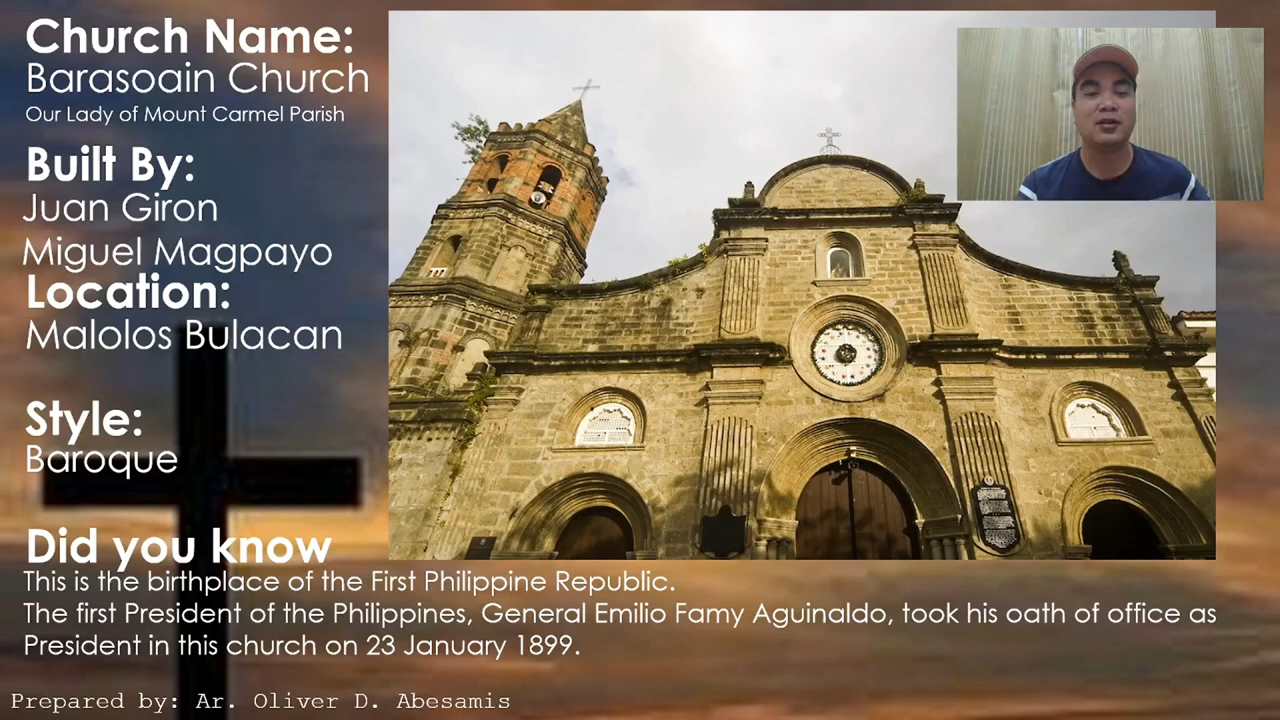 Church Name:
Barasoain Church
Our Lady of Mount Carmel Parish
Built By:
Juan Giron
Miguel Magpayo
Location:
Malolos Bulacan
Style:
Baroque
Did you know
This is the birthplace of the First Philippine Republic.
The first President of the Philippines, General Emilio Famy Aguinaldo, took his oath of office as
President in this church on 23 January 1899.
Prepared by: Ar. Oliver D. Abesamis